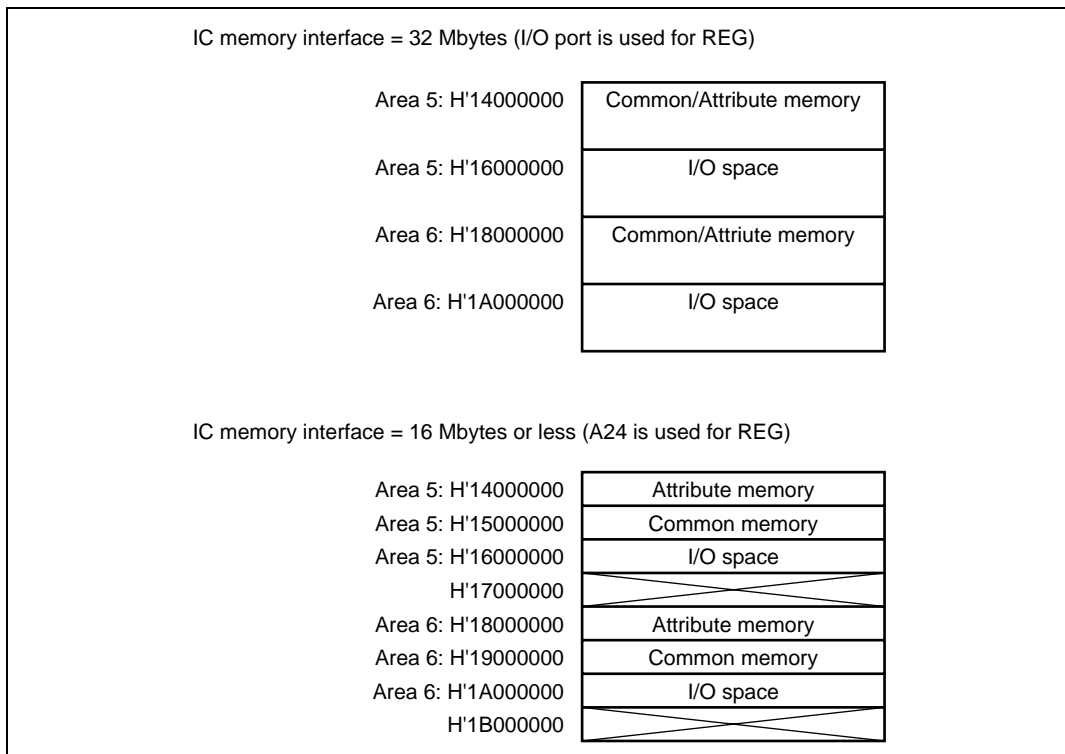 IC memory interface = 32 Mbytes (I/O port is used for REG)
Area 5: H'14000000 Common/Attribute memory
Area 5: H'16000000 I/O space
Area 6: H'18000000 Common/Attriute memory
Area 6: H'1A000000 I/O space
IC memory interface = 16 Mbytes or less (A24 is used for REG)
Area 5: H'14000000 Attribute memory
Area 5: H'15000000 Common memory
Area 5: H'16000000 I/O space
H'17000000
Area 6: H'18000000 Attribute memory
Area 6: H'19000000 Common memory
Area 6: H'1A000000 I/O space
H'1B000000